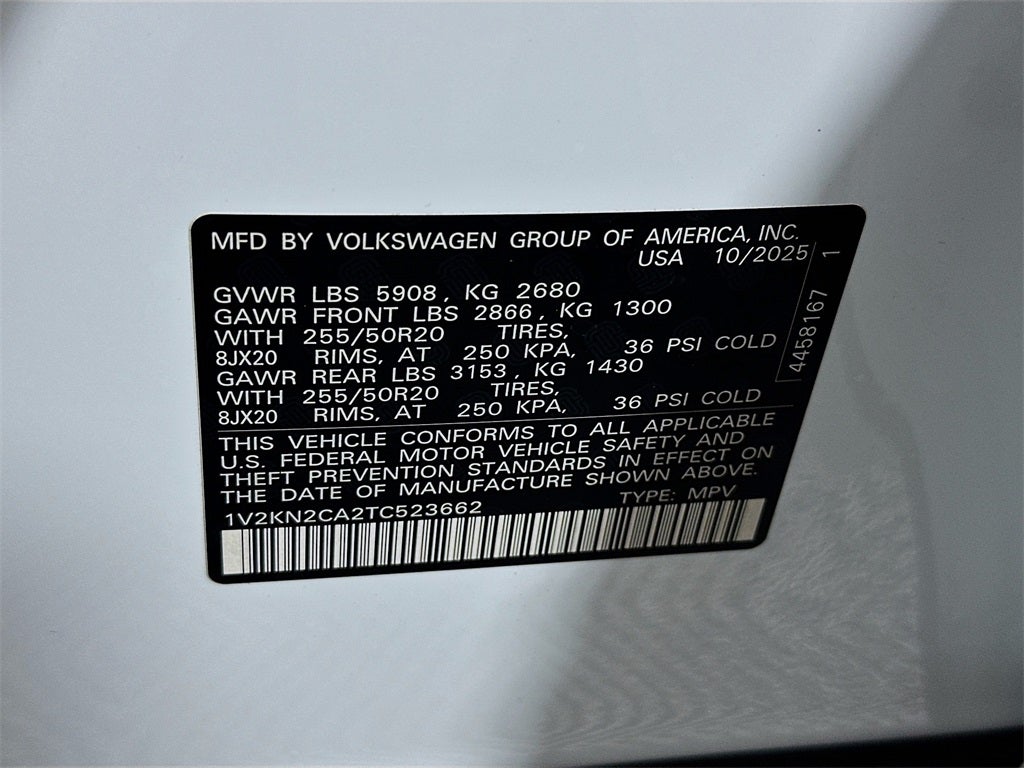 MFD BY VOLKSWAGEN GROUP OF AMERICA, INC.
USA 10/2025
GVWR LBS 5908, KG 2680
GAWR FRONT LBS 2866, KG 1300
WITH 255/50R20 TIRES,
8JX20 RIMS, AT 250 KPA, 36 PSI COLD
GAWR REAR LBS 3153, KG 1430
WITH 255/50R20 TIRES,
8JX20 RIMS, AT 250 KPA, 36 PSI COLD
THIS VEHICLE CONFORMS TO ALL APPLICABLE
U.S. FEDERAL MOTOR VEHICLE SAFETY AND
THEFT PREVENTION STANDARDS IN EFFECT ON
THE DATE OF MANUFACTURE SHOWN ABOVE.
1V2KN2CA2TC523662 TYPE: MPV
4458167 1